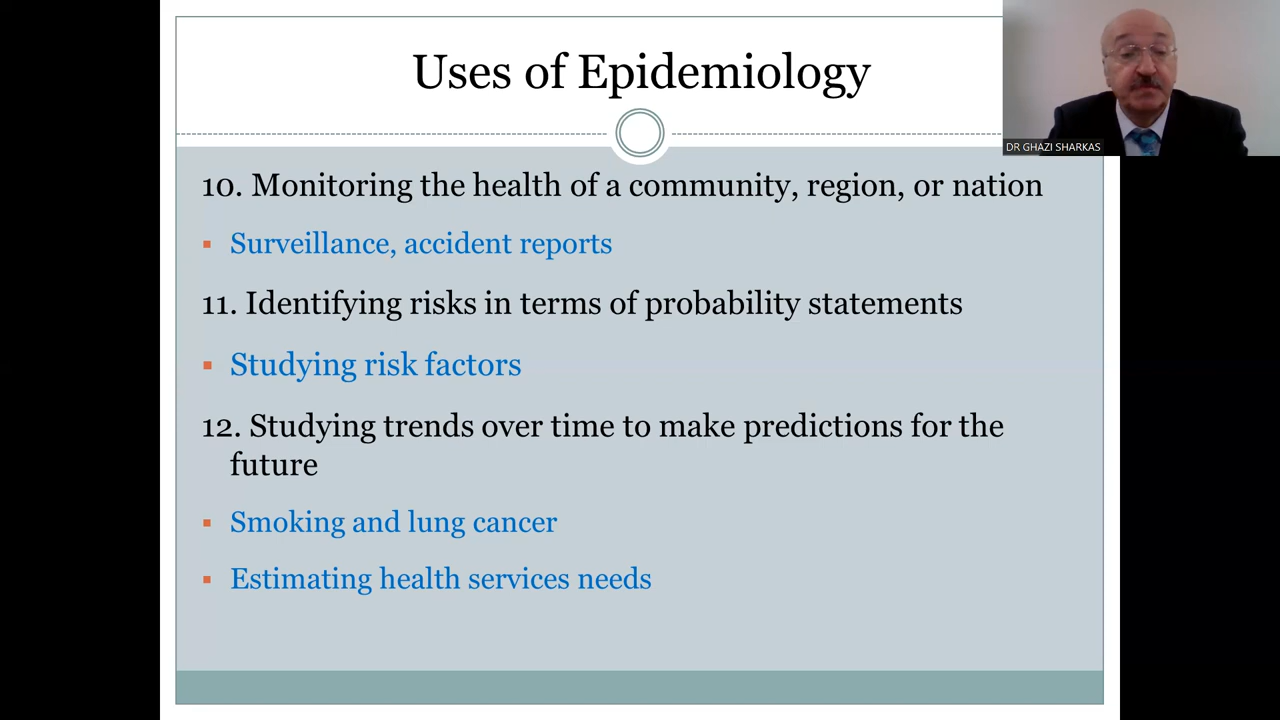 Uses of Epidemiology
DR GHAZI SHARKAS
10. Monitoring the health of a community, region, or nation
Surveillance, accident reports
11. Identifying risks in terms of probability statements
Studying risk factors
12. Studying trends over time to make predictions for the
future
Smoking and lung cancer
Estimating health services needs